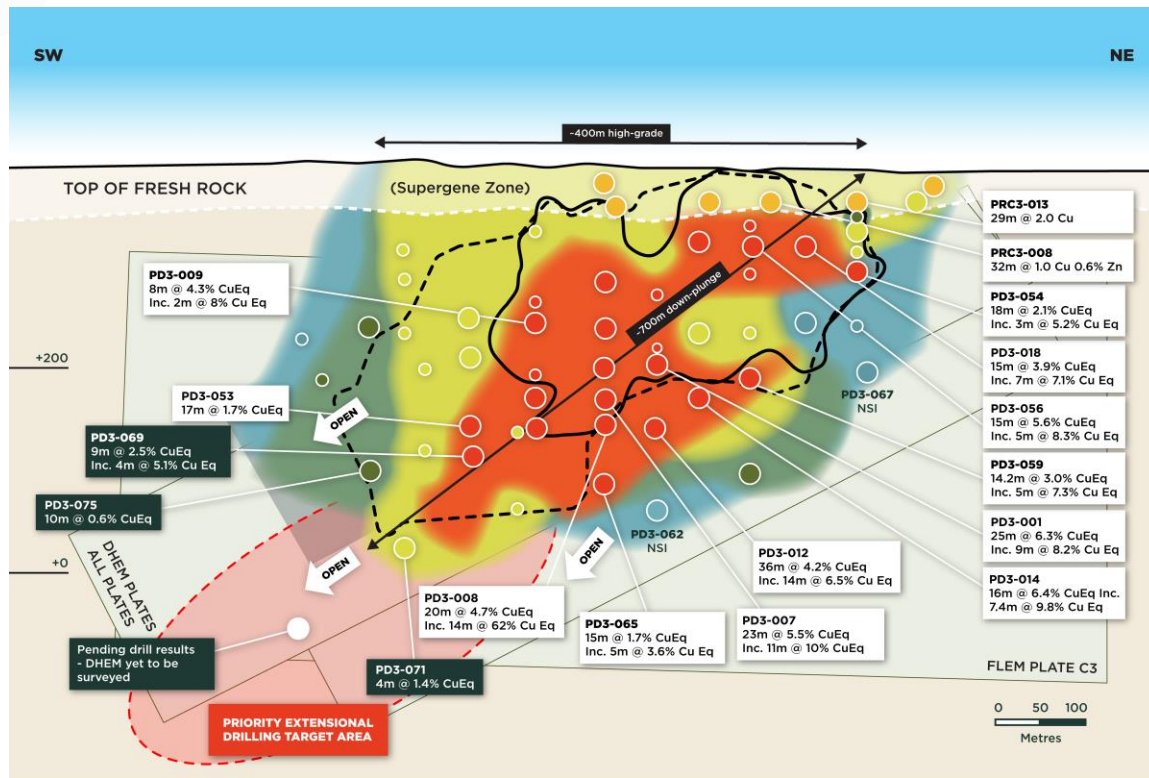 SW
NE
~400m high-grade
TOP OF FRESH ROCK
(Supergene Zone)
PRC3-013
29m @ 2.0 Cu
PRC3-008
32m @ 1.0 Cu 0.6% Zn
PD3-009
8m @ 4.3% CuEq
Inc. 2m @ 8% Cu Eq
~700m down-plunge
PD3-054
18m @ 2.1% CuEq
Inc. 3m @ 5.2% Cu Eq
+200
PD3-018
15m @ 3.9% CuEq
Inc. 7m @ 7.1% Cu Eq
PD3-067
NSI
PD3-053
17m @ 1.7% CuEq
OPEN
PD3-056
15m @ 5.6% CuEq
Inc. 5m @ 8.3% Cu Eq
PD3-069
9m @ 2.5% CuEq
Inc. 4m @ 5.1% Cu Eq
PD3-059
14.2m @ 3.0% CuEq
Inc. 5m @ 7.3% Cu Eq
PD3-075
10m @ 0.6% CuEq
PD3-062
NSI
PD3-001
25m @ 6.3% CuEq
Inc. 9m @ 8.2% Cu Eq
+0
DHEM PLATES
ALL PLATES
OPEN
OPEN
PD3-012
36m @ 4.2% CuEq
Inc. 14m @ 6.5% Cu Eq
PD3-014
16m @ 6.4% CuEq Inc.
7.4m @ 9.8% Cu Eq
PD3-008
20m @ 4.7% CuEq
Inc. 14m @ 62% Cu Eq
PD3-065
15m @ 1.7% CuEq
Inc. 5m @ 3.6% Cu Eq
PD3-007
23m @ 5.5% CuEq
Inc. 11m @ 10% CuEq
Pending drill results
- DHEM yet to be
surveyed
PD3-071
4m @ 1.4% CuEq
FLEM PLATE C3
PRIORITY EXTENSIONAL
DRILLING TARGET AREA
0 50 100
Metres